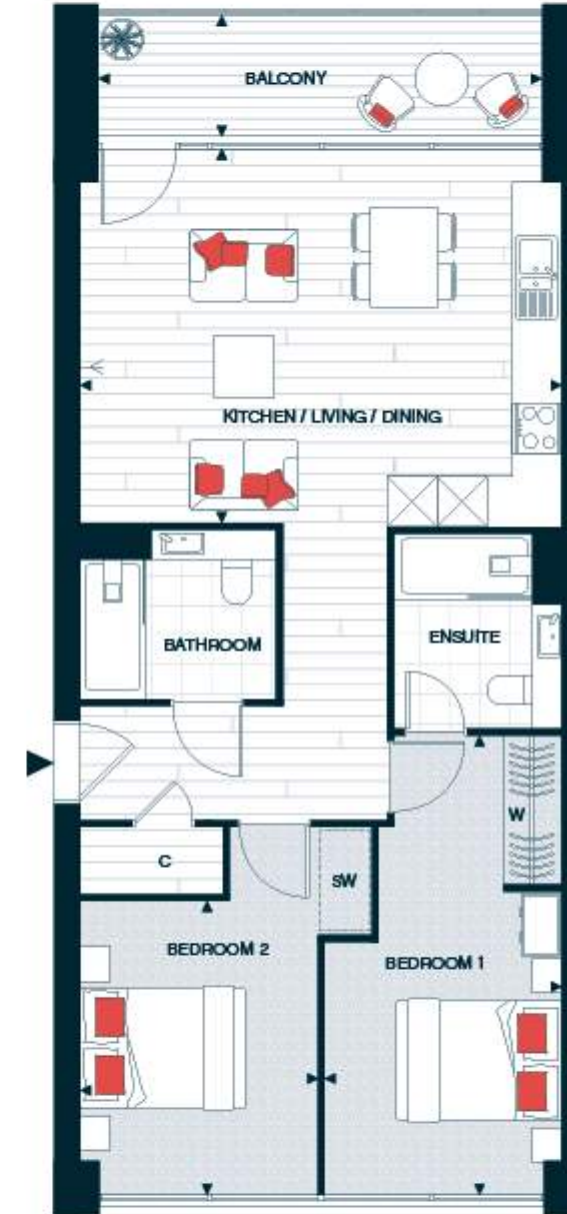 BALCONY
KITCHEN / LIVING / DINING
BATHROOM
ENSUITE
W
C
SW
BEDROOM 2
BEDROOM 1